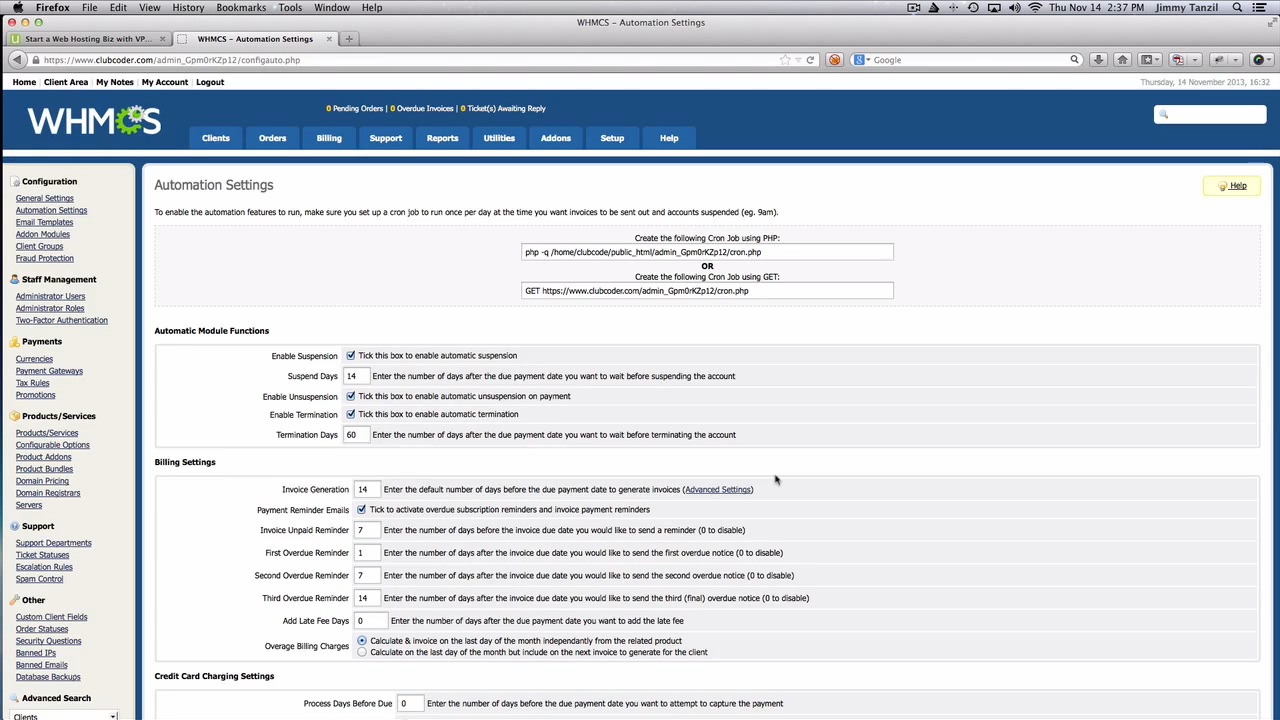 Firefox File Edit View History Bookmarks Tools Window Help Thu Nov 14 2:37 PM Jimmy Tanzil
WHMCS - Automation Settings
Start a Web Hosting Biz with VP... WHMCS - Automation Settings
https://www.clubcoder.com/admin_Gpm0rKZp12/configauto.php Google
Home | Client Area | My Notes | My Account | Logout Thursday, 14 November 2013, 16:32
0 Pending Orders | 0 Overdue Invoices | 0 Ticket(s) Awaiting Reply
WHMCS
Clients Orders Billing Support Reports Utilities Addons Setup Help
Configuration
General Settings
Automation Settings
Email Templates
Addon Modules
Client Groups
Fraud Protection
Staff Management
Administrator Users
Administrator Roles
Two-Factor Authentication
Payments
Currencies
Payment Gateways
Tax Rules
Promotions
Products/Services
Products/Services
Configurable Options
Product Addons
Product Bundles
Domain Pricing
Domain Registrars
Servers
Support
Support Departments
Ticket Statuses
Escalation Rules
Spam Control
Other
Custom Client Fields
Order Statuses
Security Questions
Banned IPs
Banned Emails
Database Backups
Advanced Search
Clients
Automation Settings
Help
To enable the automation features to run, make sure you set up a cron job to run once per day at the time you want invoices to be sent out and accounts suspended (eg. 9am).
Create the following Cron Job using PHP:
php -q /home/clubcode/public_html/admin_Gpm0rKZp12/cron.php
OR
Create the following Cron Job using GET:
GET https://www.clubcoder.com/admin_Gpm0rKZp12/cron.php
Automatic Module Functions
Enable Suspension Tick this box to enable automatic suspension
Suspend Days 14 Enter the number of days after the due payment date you want to wait before suspending the account
Enable Unsuspension Tick this box to enable automatic unsuspension on payment
Enable Termination Tick this box to enable automatic termination
Termination Days 60 Enter the number of days after the due payment date you want to wait before terminating the account
Billing Settings
Invoice Generation 14 Enter the default number of days before the due payment date to generate invoices (Advanced Settings)
Payment Reminder Emails Tick to activate overdue subscription reminders and invoice payment reminders
Invoice Unpaid Reminder 7 Enter the number of days before the invoice due date you would like to send a reminder (0 to disable)
First Overdue Reminder 1 Enter the number of days after the invoice due date you would like to send the first overdue notice (0 to disable)
Second Overdue Reminder 7 Enter the number of days after the invoice due date you would like to send the second overdue notice (0 to disable)
Third Overdue Reminder 14 Enter the number of days after the invoice due date you would like to send the third (final) overdue notice (0 to disable)
Add Late Fee Days 0 Enter the number of days after the due payment date you want to add the late fee
Overage Billing Charges Calculate & invoice on the last day of the month independantly from the related product
Calculate on the last day of the month but include on the next invoice to generate for the client
Credit Card Charging Settings
Process Days Before Due 0 Enter the number of days before the due payment date you want to attempt to capture the payment